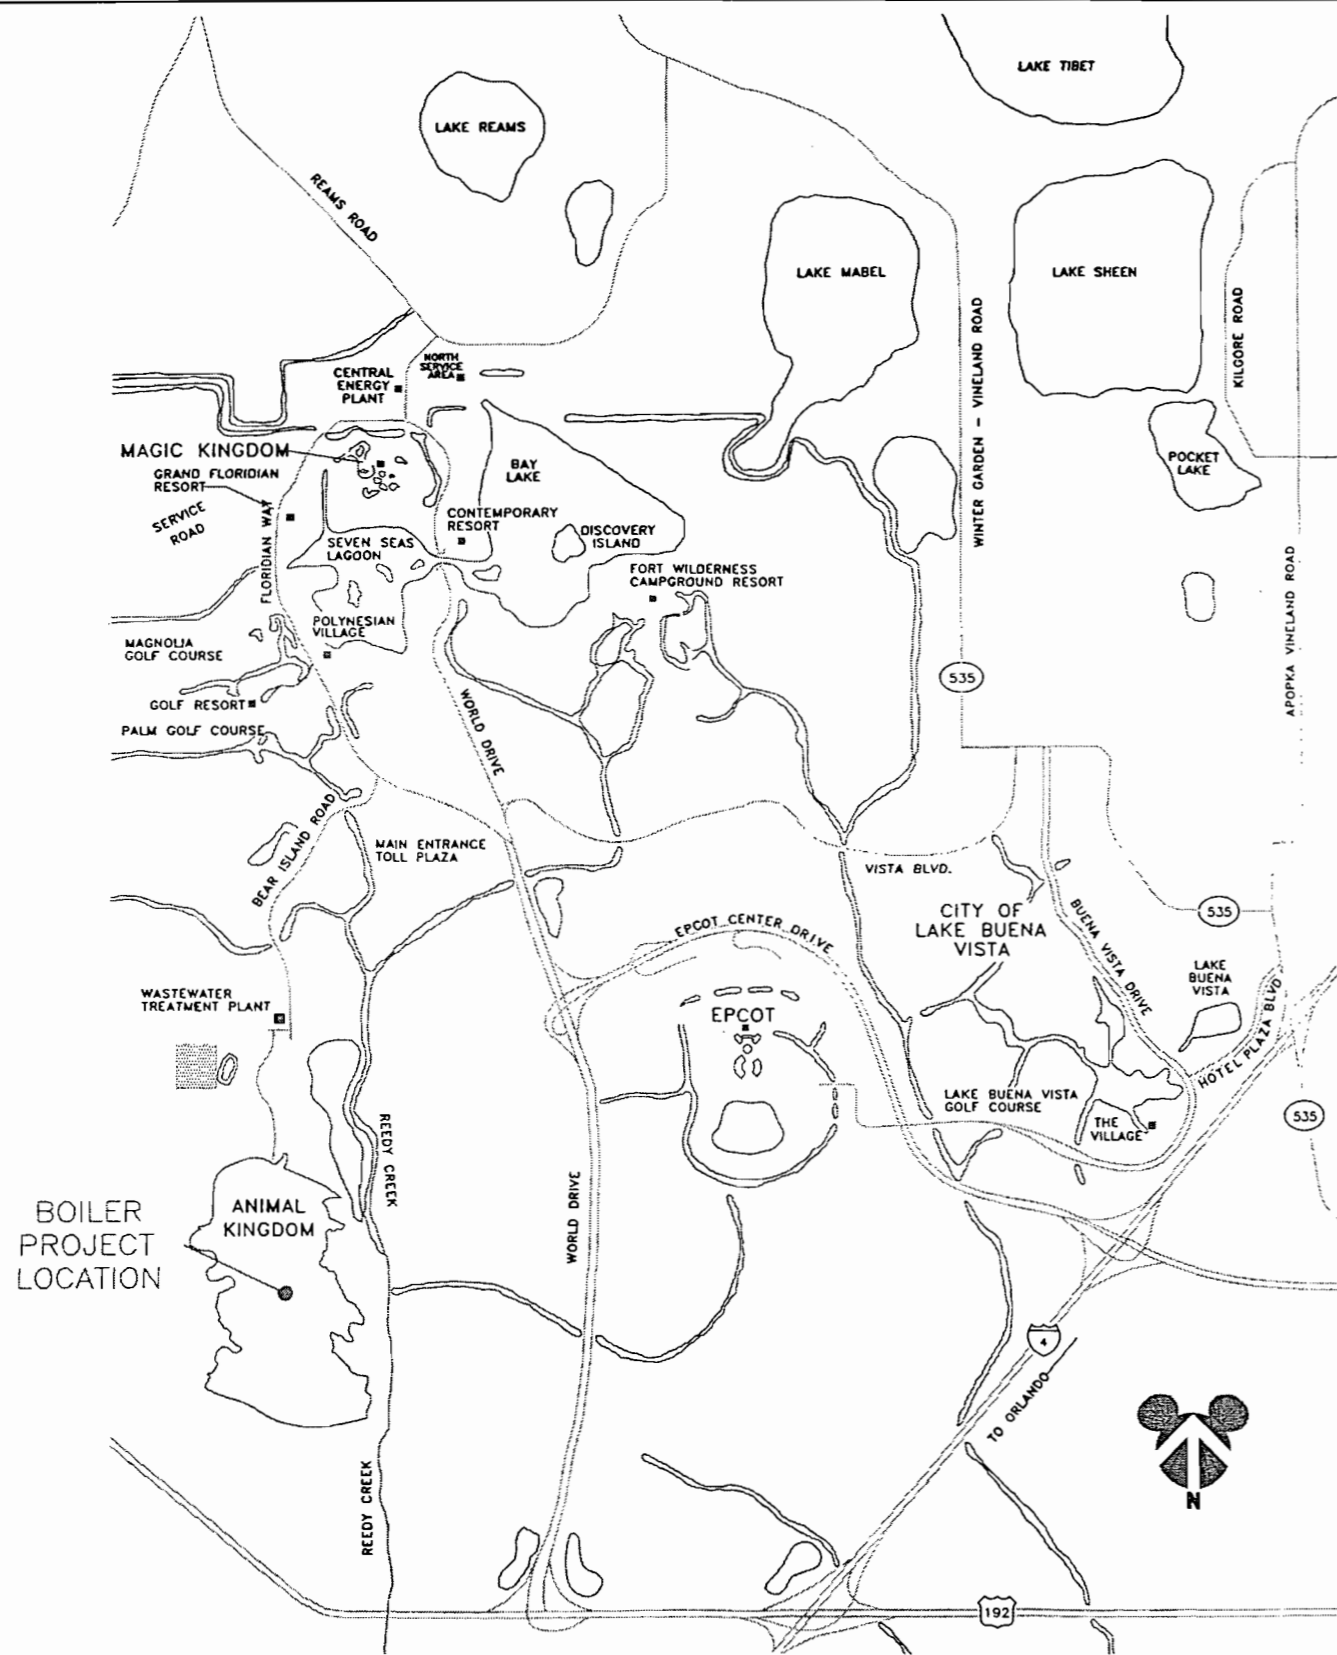 LAKE TIBET
LAKE REAMS
REAMS ROAD
LAKE MABEL
LAKE SHEEN
KILGORE ROAD
WINTER GARDEN - VINELAND ROAD
NORTH
SERVICE
AREA
CENTRAL
ENERGY
PLANT
MAGIC KINGDOM
GRAND FLORIDIAN
RESORT
SERVICE
ROAD
FLORIDIAN WAY
BAY
LAKE
POCKET
LAKE
CONTEMPORARY
RESORT
DISCOVERY
ISLAND
SEVEN SEAS
LAGOON
FORT WILDERNESS
CAMPGROUND RESORT
POLYNESIAN
VILLAGE
MAGNOLIA
GOLF COURSE
APOPKA VINELAND ROAD
535
GOLF RESORT
PALM GOLF COURSE
WORLD DRIVE
BEAR ISLAND ROAD
MAIN ENTRANCE
TOLL PLAZA
VISTA BLVD.
CITY OF
LAKE BUENA
VISTA
BUENA VISTA DRIVE
535
EPCOT CENTER DRIVE
LAKE
BUENA
VISTA
HOTEL PLAZA BLVD
WASTEWATER
TREATMENT PLANT
EPCOT
LAKE BUENA VISTA
GOLF COURSE
THE
VILLAGE
535
REEDY CREEK
ANIMAL
KINGDOM
BOILER
PROJECT
LOCATION
WORLD DRIVE
4
TO ORLANDO
REEDY CREEK
N
192